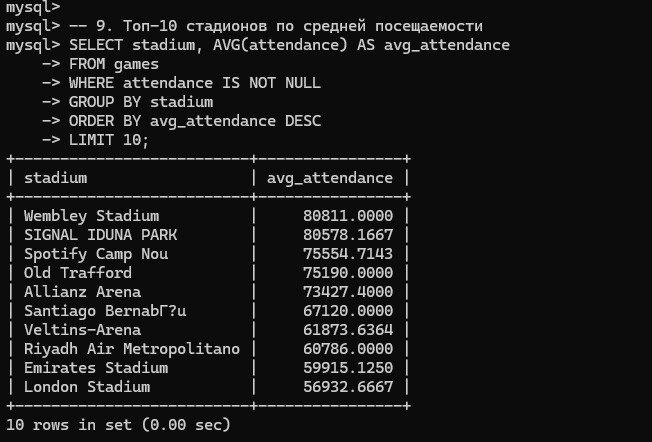 mysql>
mysql> -- 9. Топ-10 стадионов по средней посещаемости
mysql> SELECT stadium, AVG(attendance) AS avg_attendance
    -> FROM games
    -> WHERE attendance IS NOT NULL
    -> GROUP BY stadium
    -> ORDER BY avg_attendance DESC
    -> LIMIT 10;
+-------------------------+----------------+
| stadium                 | avg_attendance |
+-------------------------+----------------+
| Wembley Stadium         |     80811.0000 |
| SIGNAL IDUNA PARK       |     80578.1667 |
| Spotify Camp Nou        |     75554.7143 |
| Old Trafford            |     75190.0000 |
| Allianz Arena           |     73427.4000 |
| Santiago BernabГ?u      |     67120.0000 |
| Veltins-Arena           |     61873.6364 |
| Riyadh Air Metropolitano |     60786.0000 |
| Emirates Stadium        |     59915.1250 |
| London Stadium          |     56932.6667 |
+-------------------------+----------------+
10 rows in set (0.00 sec)